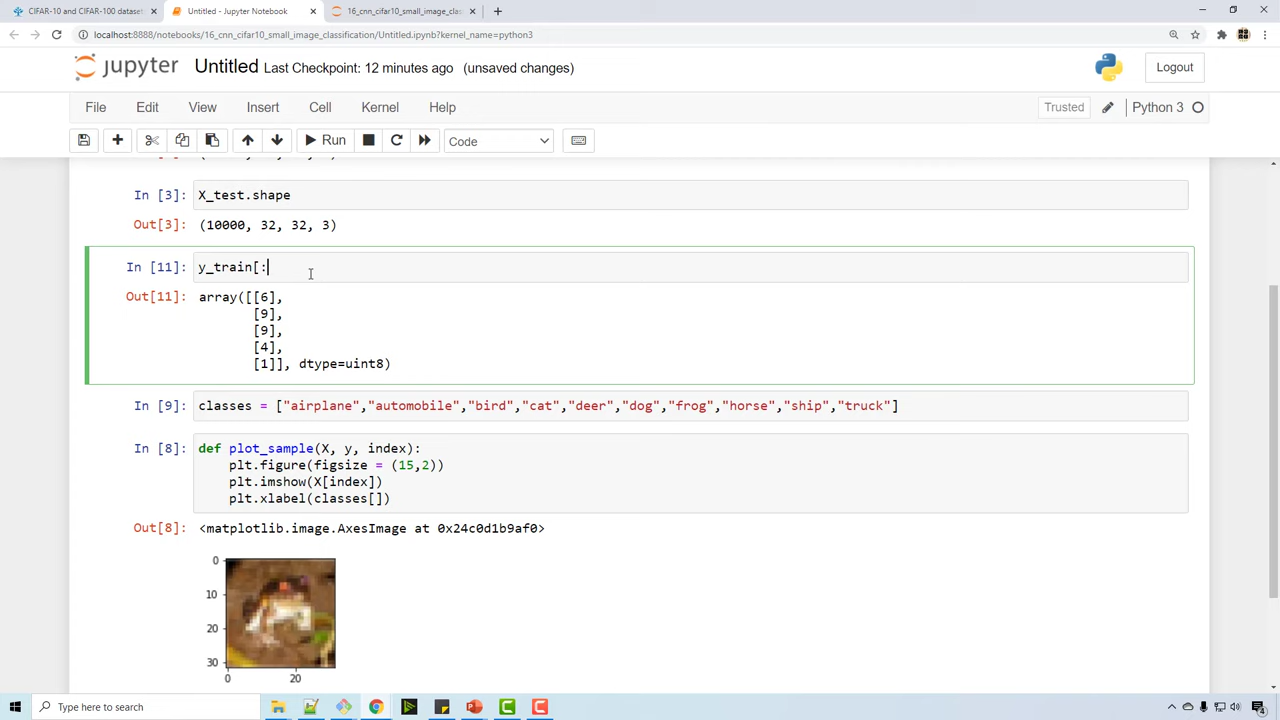 CIFAR-10 and CIFAR-100 dataset
Untitled - Jupyter Notebook
16_cnn_cifar10_small_image_clas
localhost:8888/notebooks/16_cnn_cifar10_small_image_classification/Untitled.ipynb?kernel_name=python3
jupyter Untitled Last Checkpoint: 12 minutes ago (unsaved changes)
Logout
File Edit View Insert Cell Kernel Help
Trusted Python 3
Run Code
In [3]: X_test.shape
Out[3]: (10000, 32, 32, 3)
In [11]: y_train[:
Out[11]: array([[6],
[9],
[9],
[4],
[1]], dtype=uint8)
In [9]: classes = ["airplane","automobile","bird","cat","deer","dog","frog","horse","ship","truck"]
In [8]: def plot_sample(X, y, index):
plt.figure(figsize = (15,2))
plt.imshow(X[index])
plt.xlabel(classes[])
Out[8]: <matplotlib.image.AxesImage at 0x24c0d1b9af0>
0
10
20
30
0 20
Type here to search